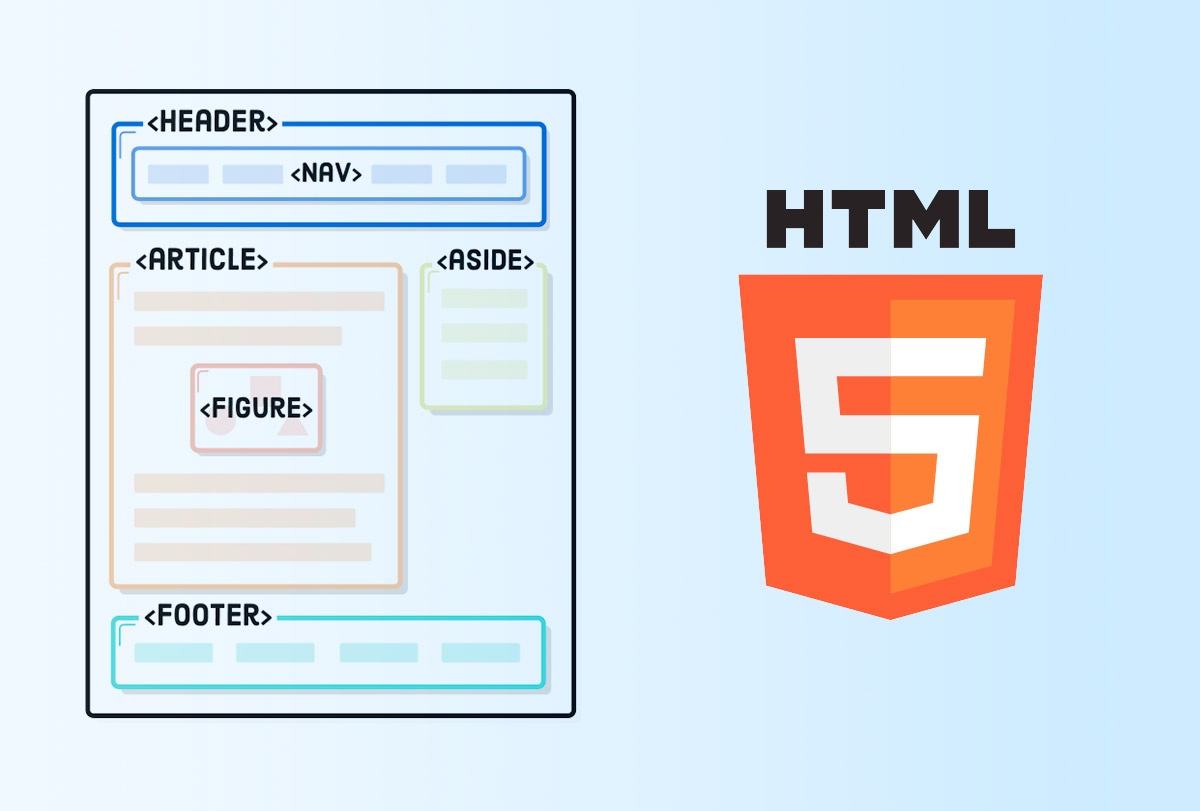 <HEADER>
<NAV>
<ARTICLE>
<ASIDE>
<FIGURE>
<FOOTER>
HTML
5